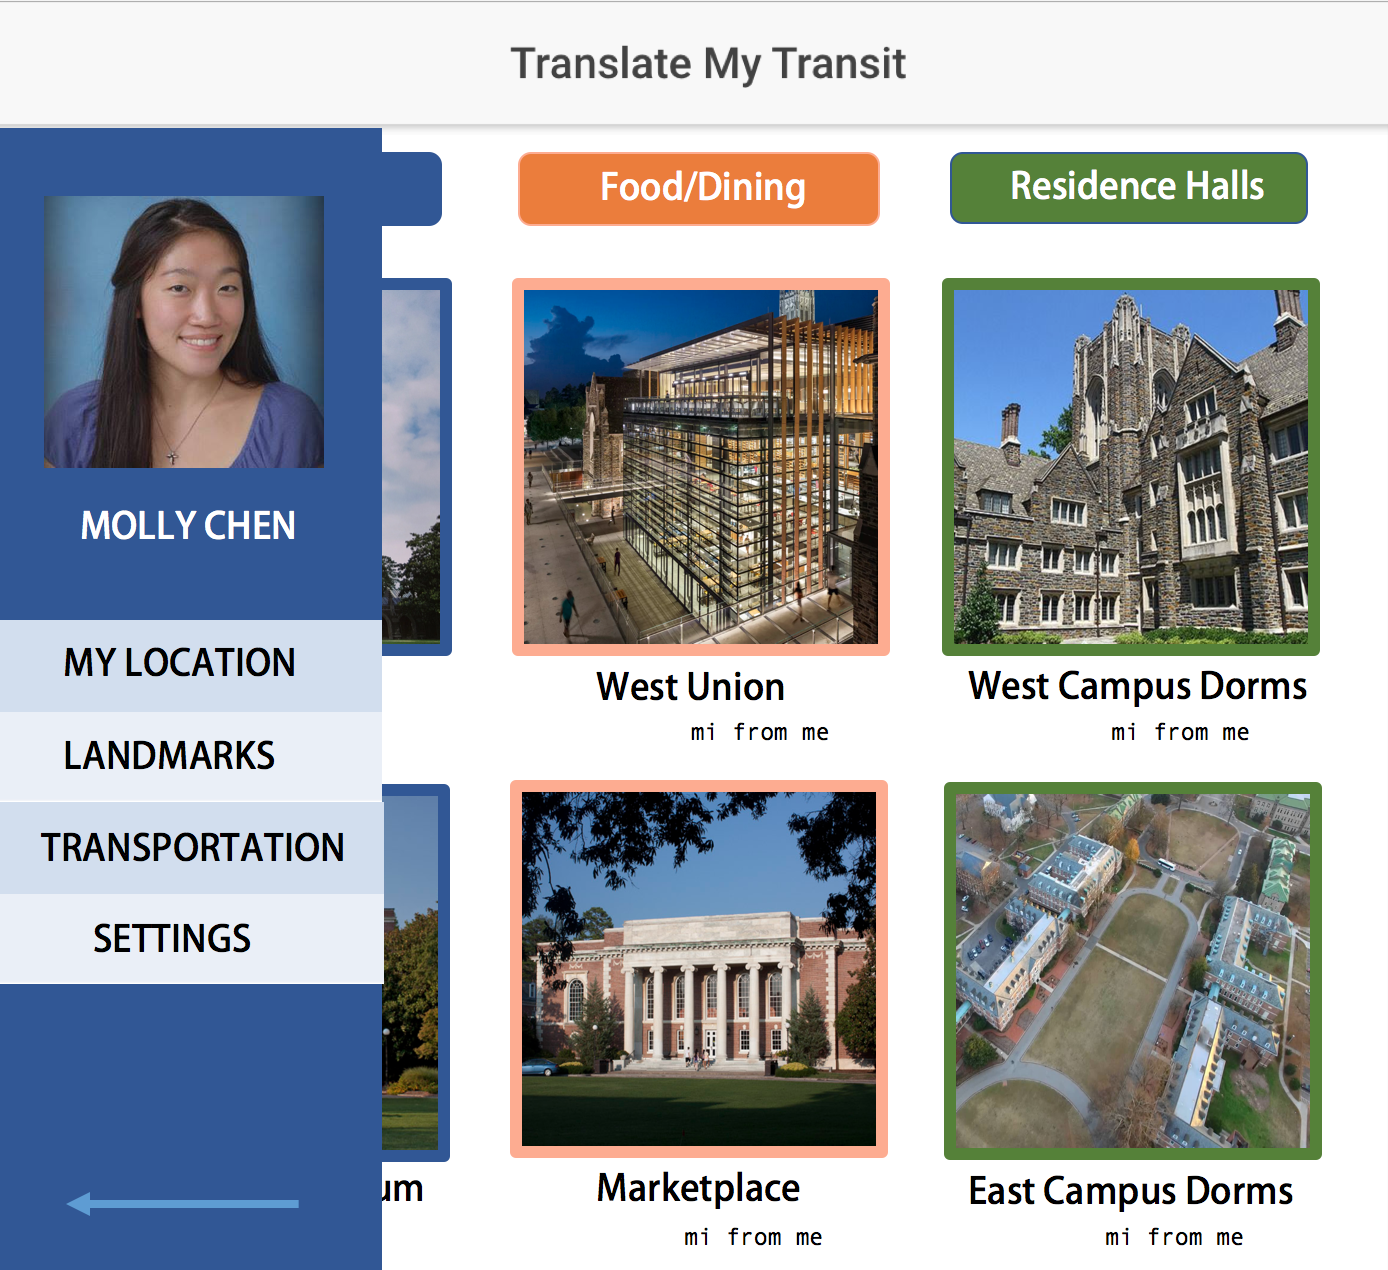 Translate My Transit
Food/Dining
Residence Halls
MOLLY CHEN
MY LOCATION
LANDMARKS
TRANSPORTATION
SETTINGS
West Union
mi from me
West Campus Dorms
mi from me
um
Marketplace
mi from me
East Campus Dorms
mi from me